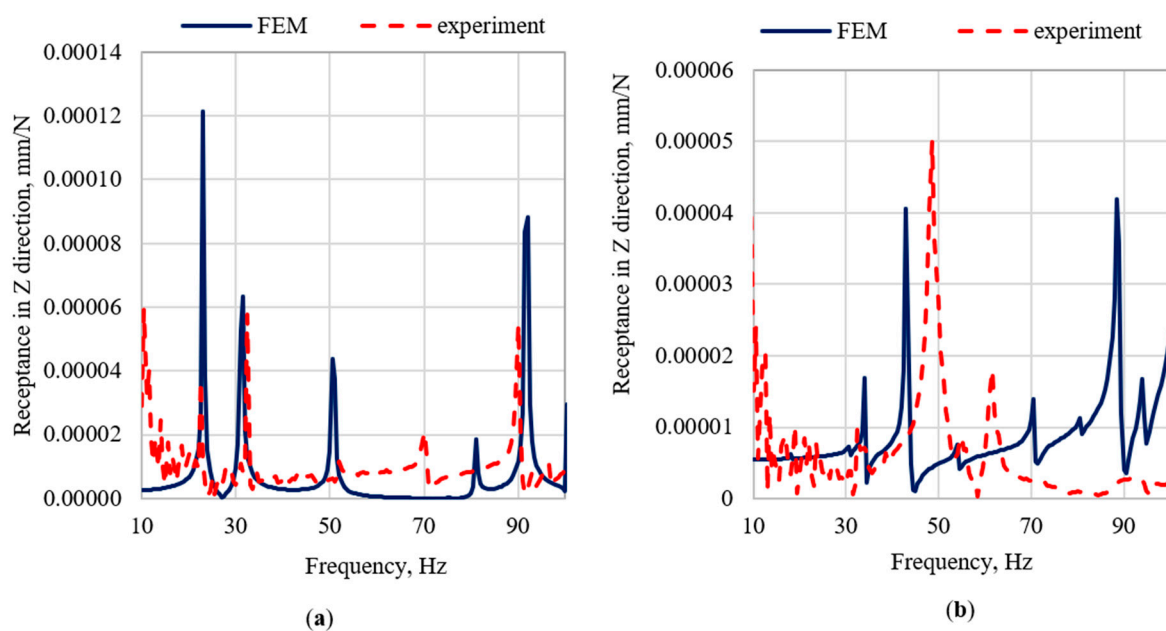 FEM experiment
0.00014
0.00012
0.00010
0.00008
0.00006
0.00004
0.00002
0.00000
Receptance in Z direction, mm/N
10 30 50 70 90
Frequency, Hz
(a)
FEM experiment
0.00006
0.00005
0.00004
0.00003
0.00002
0.00001
0
Receptance in Z direction, mm/N
10 30 50 70 90
Frequency, Hz
(b)